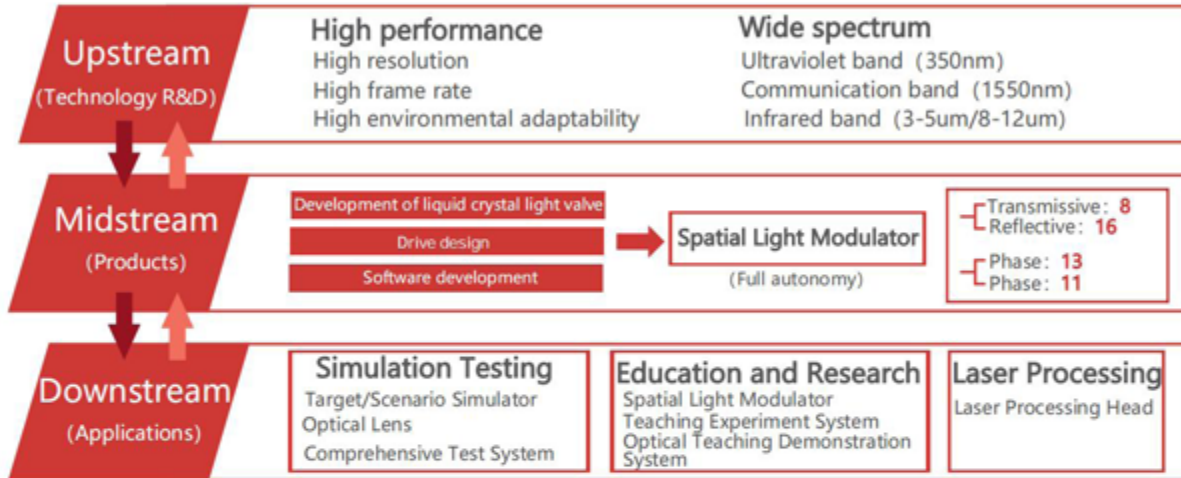 Upstream
(Technology R&D)
High performance
High resolution
High frame rate
High environmental adaptability
Wide spectrum
Ultraviolet band (350nm)
Communication band (1550nm)
Infrared band (3-5um/8-12um)
Midstream
(Products)
Development of liquid crystal light valve
Drive design
Software development
Spatial Light Modulator
(Full autonomy)
Transmissive: 8
Reflective: 16
Phase: 13
Phase: 11
Downstream
(Applications)
Simulation Testing
Target/Scenario Simulator
Optical Lens
Comprehensive Test System
Education and Research
Spatial Light Modulator
Teaching Experiment System
Optical Teaching Demonstration
System
Laser Processing
Laser Processing Head